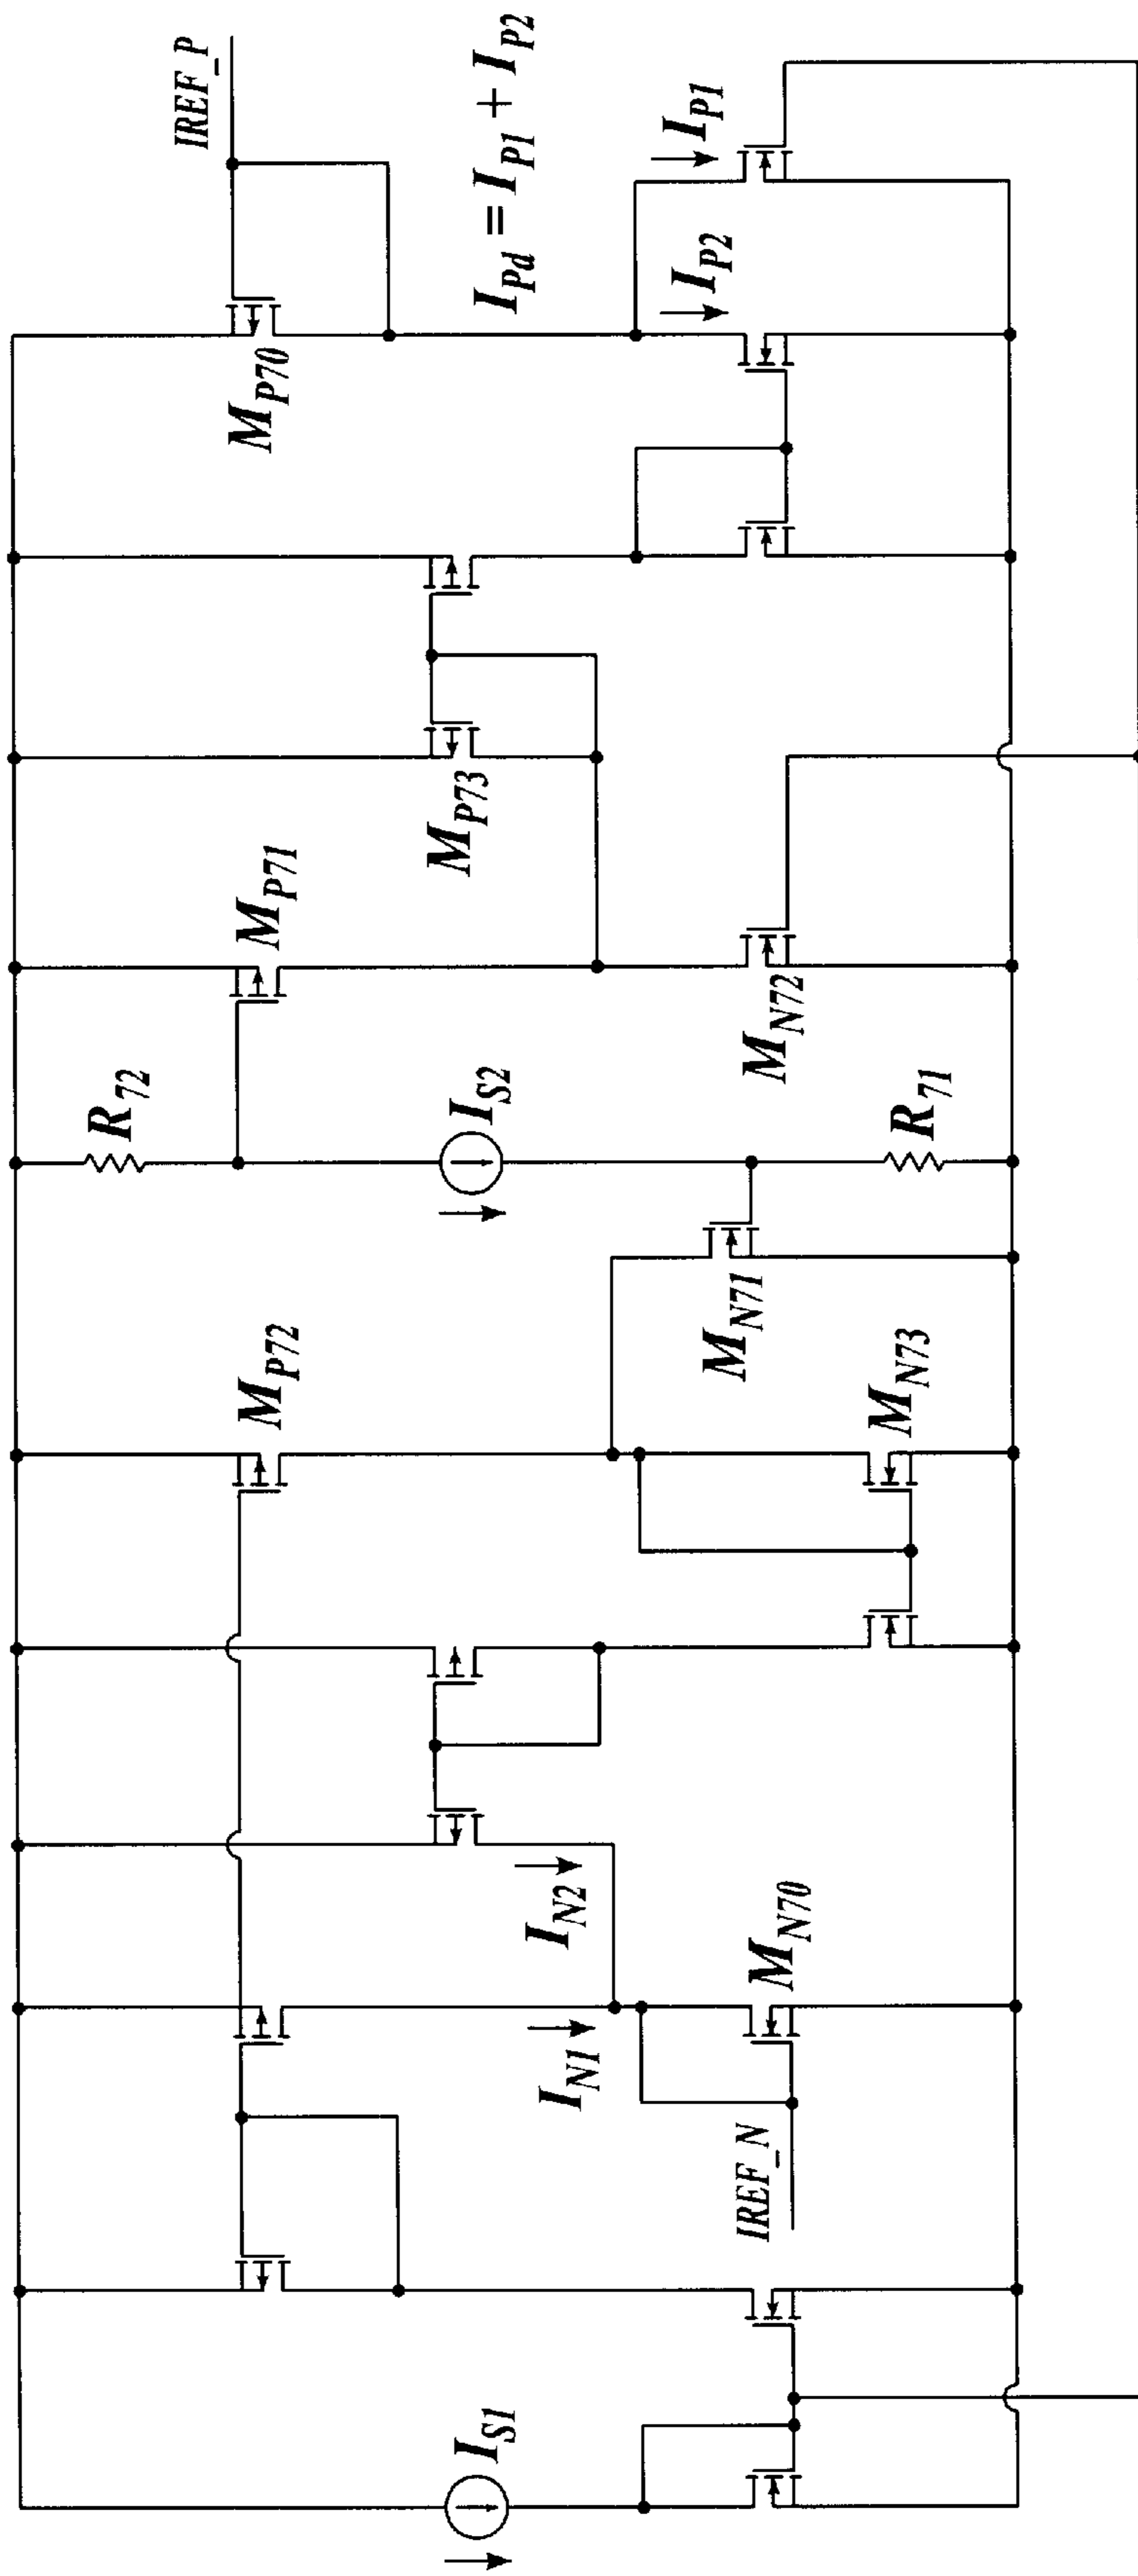 I_S1
IREF_N
I_N1
M_N70
I_N2
M_P72
M_N73
M_N71
I_S2
R_72
R_71
M_P71
M_N72
M_P73
M_P70
IREF_P
I_Pd = I_P1 + I_P2
I_P2
I_P1